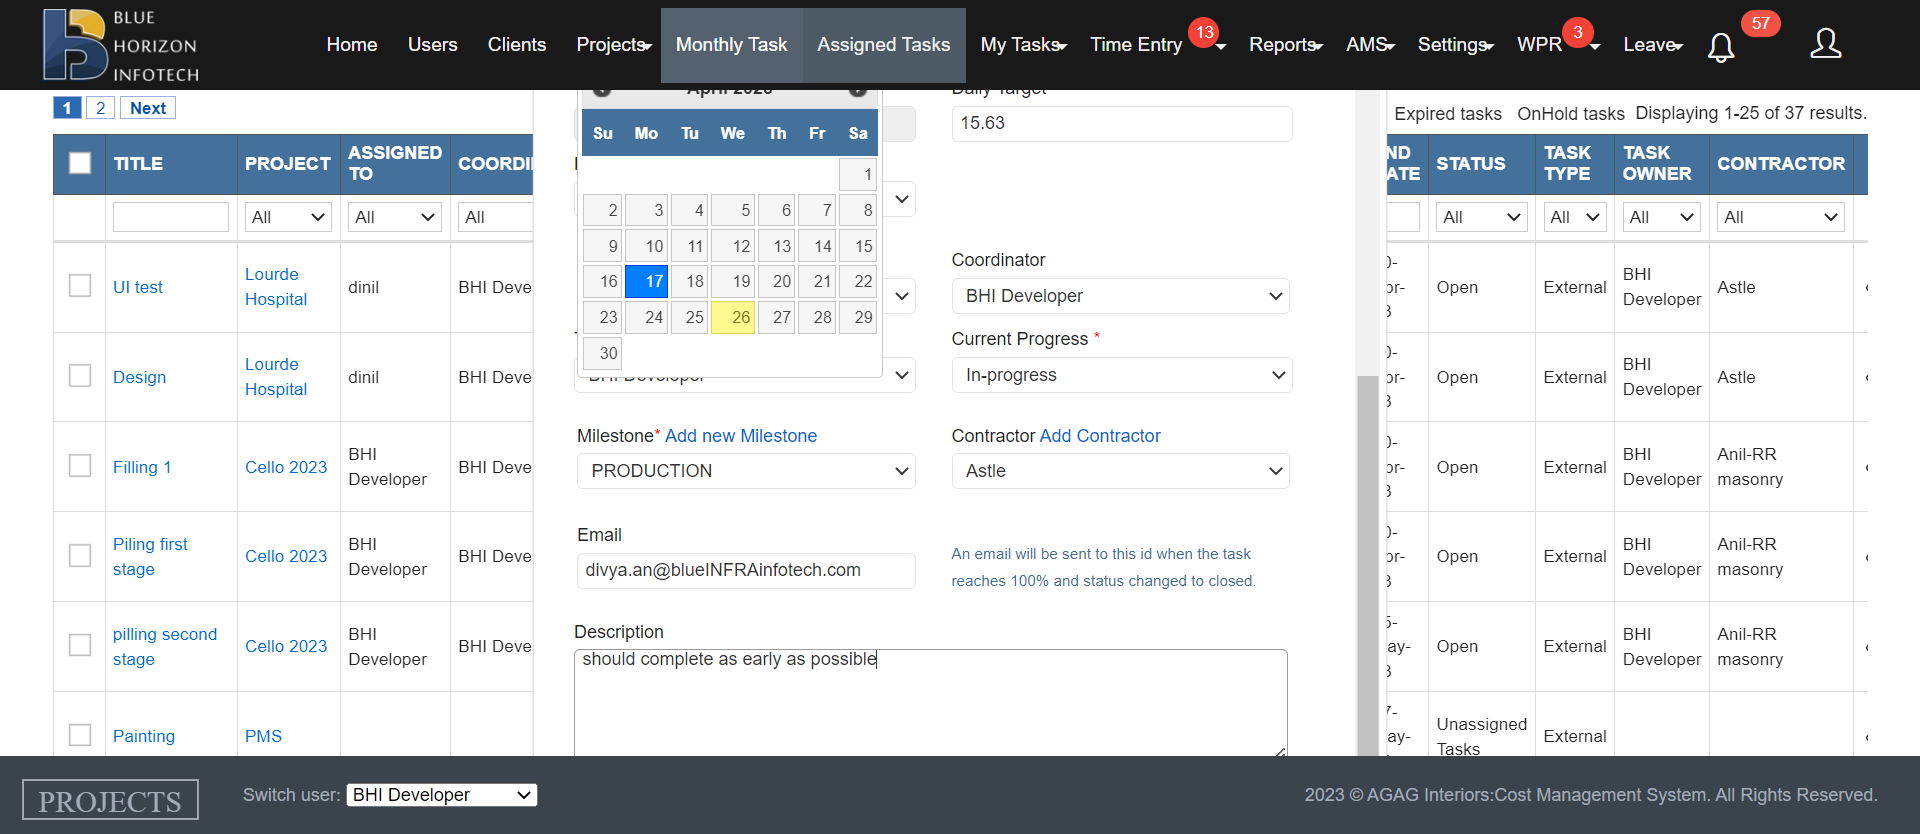 BLUE
HORIZON
INFOTECH
Home Users Clients Projects Monthly Task Assigned Tasks My Tasks Time Entry 13 Reports AMS Settings WPR 3 Leave 57
1 2 Next
Expired tasks OnHold tasks Displaying 1-25 of 37 results.
TITLE PROJECT ASSIGNED TO
All All All
UI test Lourde Hospital dinil BHI Deve
Design Lourde Hospital dinil BHI Deve
Filling 1 Cello 2023 BHI Developer BHI Deve
Piling first stage Cello 2023 BHI Developer BHI Deve
pilling second stage Cello 2023 BHI Developer BHI Deve
Painting PMS
Su Mo Tu We Th Fr Sa
1
2 3 4 5 6 7 8
9 10 11 12 13 14 15
16 17 18 19 20 21 22
23 24 25 26 27 28 29
30
Daily Target
15.63
Coordinator
BHI Developer
Current Progress *
BHI Developer
In-progress
Milestone* Add new Milestone
PRODUCTION
Contractor Add Contractor
Astle
Email
divya.an@blueINFRAinfotech.com
An email will be sent to this id when the task
reaches 100% and status changed to closed.
Description
should complete as early as possible
STATUS TASK TYPE TASK OWNER CONTRACTOR
All All All All
Open External BHI Developer Astle
Open External BHI Developer Astle
Open External BHI Developer Anil-RR masonry
Open External BHI Developer Anil-RR masonry
Open External BHI Developer Anil-RR masonry
Unassigned Tasks External
PROJECTS
Switch user: BHI Developer
2023 © AGAG Interiors:Cost Management System. All Rights Reserved.